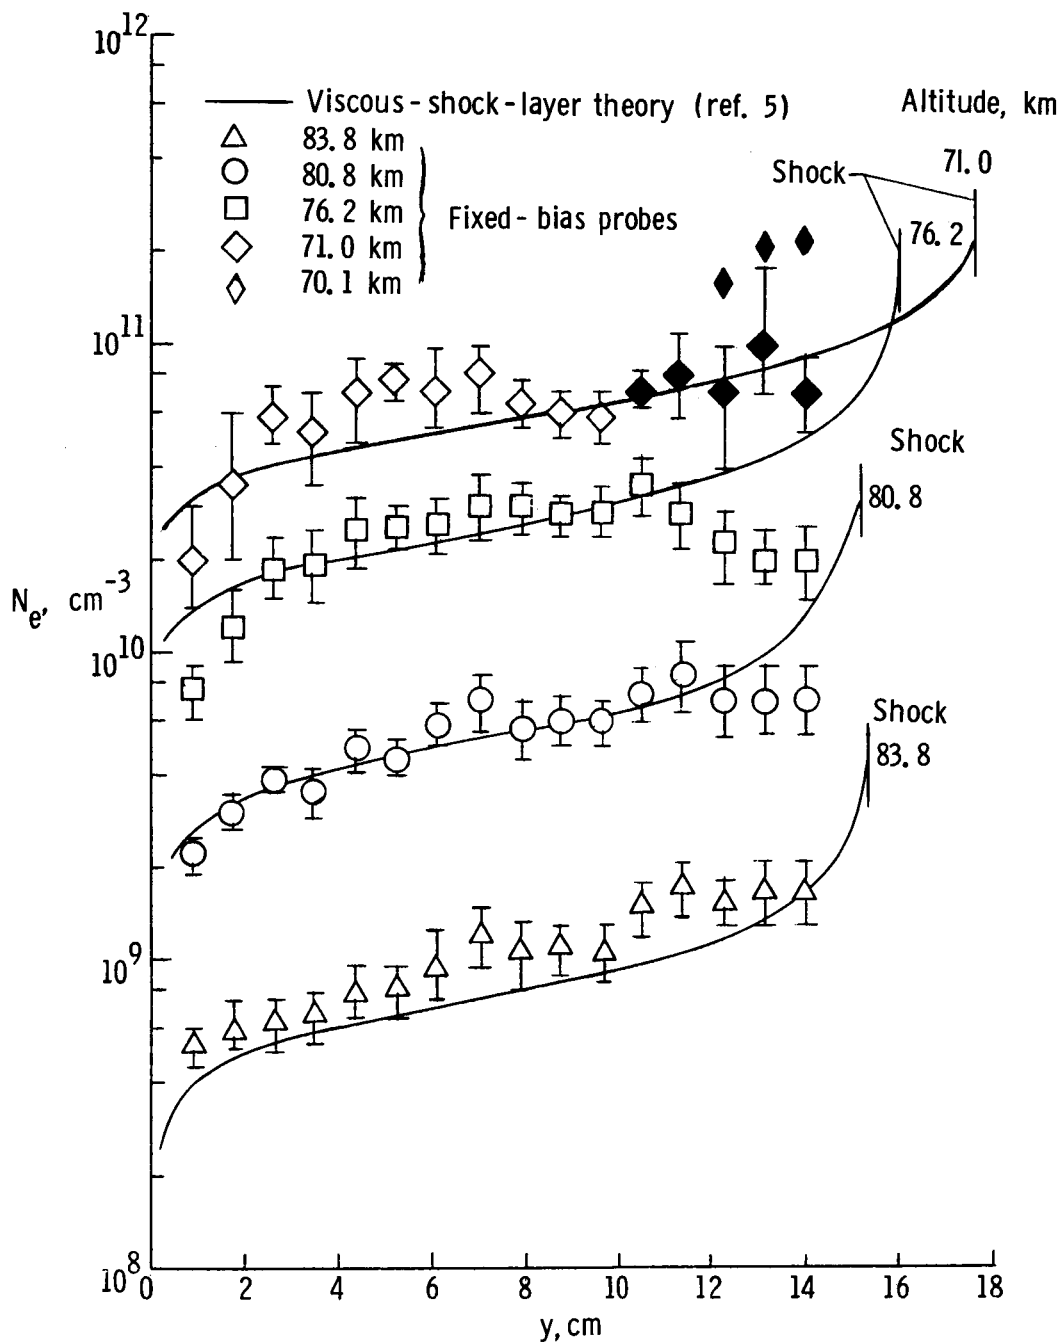 10^12
Viscous-shock-layer theory (ref. 5)
Altitude, km
83.8 km
80.8 km
76.2 km
71.0 km
70.1 km
Fixed-bias probes
Shock
71.0
76.2
10^11
Shock
80.8
N_e, cm^-3
10^10
Shock
83.8
10^9
10^8
0 2 4 6 8 10 12 14 16 18
y, cm